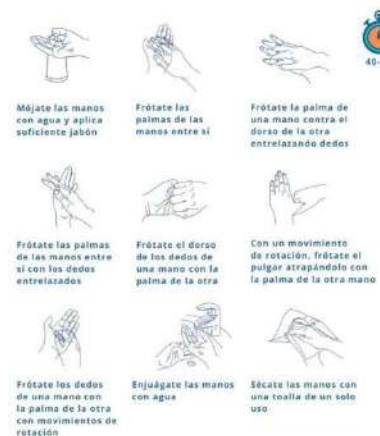 40-
Mójate las manos
con agua y aplica
suficiente jabón
Frótate las
palmas de las
manos entre sí
Frótate la palma de
una mano contra el
dorso de la otra
entrelazando dedos
Frótate las palmas
de las manos entre
sí con los dedos
entrelazados
Frótate el dorso
de los dedos de
una mano con la
palma de la otra
Con un movimiento
de rotación, frótate el
pulgar atrapándolo con
la palma de la otra mano
Frótate los dedos
de una mano con
la palma de la otra
con movimientos de
rotación
Enjuágate las manos
con agua
Sécate las manos con
una toalla de un solo
uso